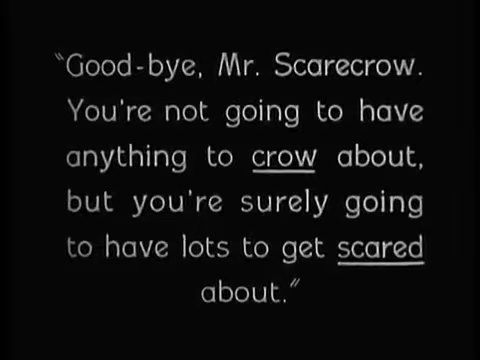 "Good-bye, Mr. Scarecrow.
You're not going to have
anything to crow about,
but you're surely going
to have lots to get scared
about."